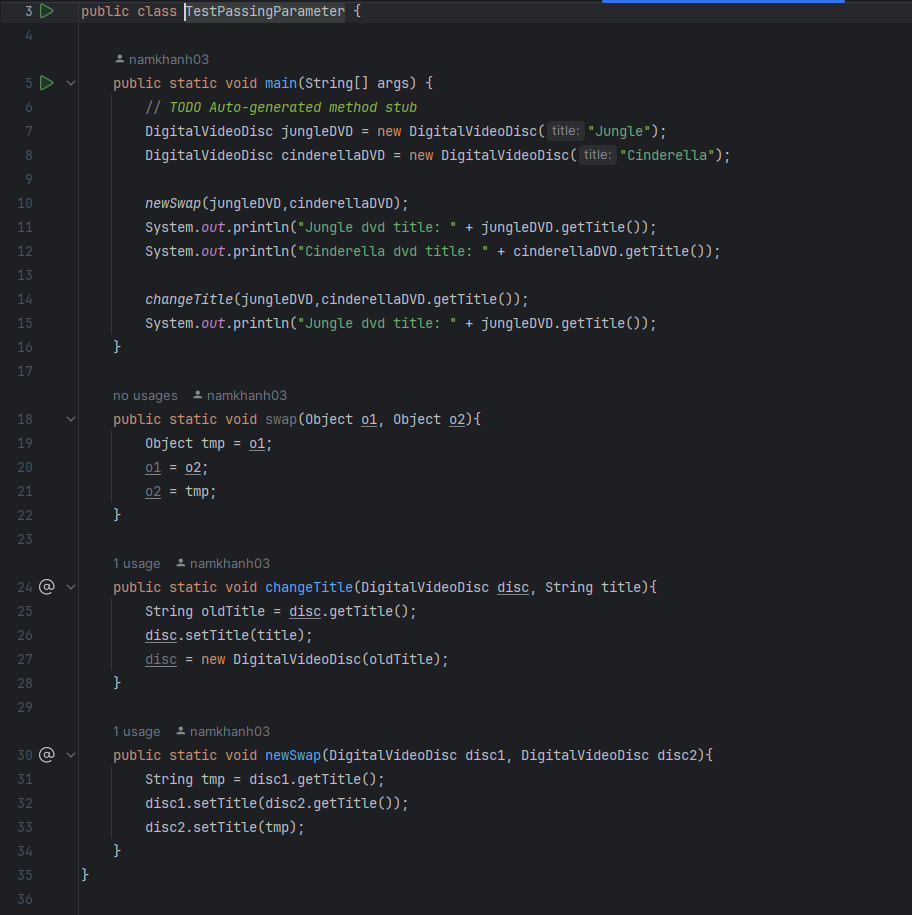 3 public class TestPassingParameter {
4
namkhanh03
5 public static void main(String[] args) {
6 // TODO Auto-generated method stub
7 DigitalVideoDisc jungleDVD = new DigitalVideoDisc( title: "Jungle");
8 DigitalVideoDisc cinderellaDVD = new DigitalVideoDisc( title: "Cinderella");
9
10 newSwap(jungleDVD,cinderellaDVD);
11 System.out.println("Jungle dvd title: " + jungleDVD.getTitle());
12 System.out.println("Cinderella dvd title: " + cinderellaDVD.getTitle());
13
14 changeTitle(jungleDVD,cinderellaDVD.getTitle());
15 System.out.println("Jungle dvd title: " + jungleDVD.getTitle());
16 }
17
no usages namkhanh03
18 public static void swap(Object o1, Object o2){
19 Object tmp = o1;
20 o1 = o2;
21 o2 = tmp;
22 }
23
1 usage namkhanh03
24 @ public static void changeTitle(DigitalVideoDisc disc, String title){
25 String oldTitle = disc.getTitle();
26 disc.setTitle(title);
27 disc = new DigitalVideoDisc(oldTitle);
28 }
29
1 usage namkhanh03
30 @ public static void newSwap(DigitalVideoDisc disc1, DigitalVideoDisc disc2){
31 String tmp = disc1.getTitle();
32 disc1.setTitle(disc2.getTitle());
33 disc2.setTitle(tmp);
34 }
35 }
36